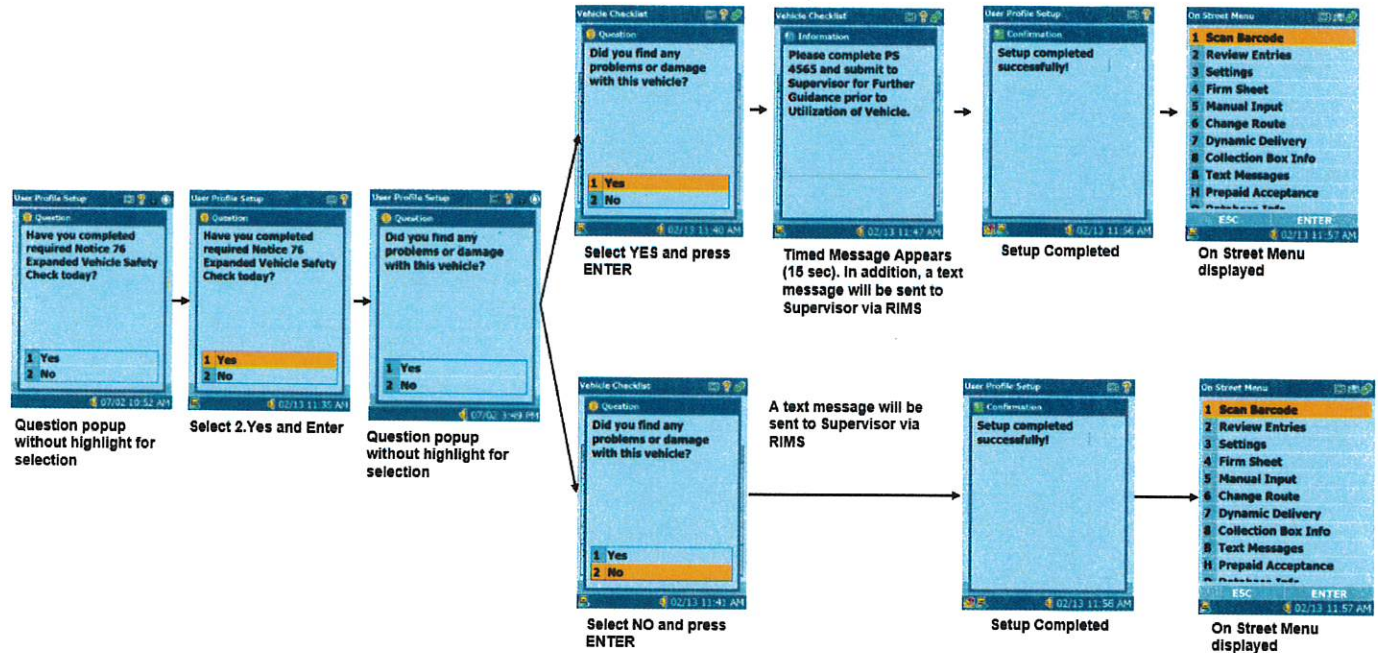 User Profile Setup
Question
Have you completed
required Notice 76
Expanded Vehicle Safety
Check today?
1 Yes
2 No
07/02 10:52 AM
Question popup
without highlight for
selection
User Profile Setup
Question
Have you completed
required Notice 76
Expanded Vehicle Safety
Check today?
1 Yes
2 No
02/13 11:35 AM
Select 2.Yes and Enter
User Profile Setup
Question
Did you find any
problems or damage
with this vehicle?
1 Yes
2 No
07/02 3:49 PM
Question popup
without highlight for
selection
Vehicle Checklist
Question
Did you find any
problems or damage
with this vehicle?
1 Yes
2 No
02/13 11:40 AM
Select YES and press
ENTER
Vehicle Checklist
Information
Please complete PS
4565 and submit to
Supervisor for Further
Guidance prior to
Utilization of Vehicle.
02/13 11:47 AM
Timed Message Appears
(15 sec). In addition, a text
message will be sent to
Supervisor via RIMS
User Profile Setup
Confirmation
Setup completed
successfully!
02/13 11:56 AM
Setup Completed
On Street Menu
1 Scan Barcode
2 Review Entries
3 Settings
4 Firm Sheet
5 Manual Input
6 Change Route
7 Dynamic Delivery
8 Collection Box Info
B Text Messages
H Prepaid Acceptance
D Database Info
ESC ENTER
02/13 11:57 AM
On Street Menu
displayed
Vehicle Checklist
Question
Did you find any
problems or damage
with this vehicle?
1 Yes
2 No
02/13 11:41 AM
Select NO and press
ENTER
A text message will be
sent to Supervisor via
RIMS
User Profile Setup
Confirmation
Setup completed
successfully!
02/13 11:56 AM
Setup Completed
On Street Menu
1 Scan Barcode
2 Review Entries
3 Settings
4 Firm Sheet
5 Manual Input
6 Change Route
7 Dynamic Delivery
8 Collection Box Info
B Text Messages
H Prepaid Acceptance
D Database Info
ESC ENTER
02/13 11:57 AM
On Street Menu
displayed